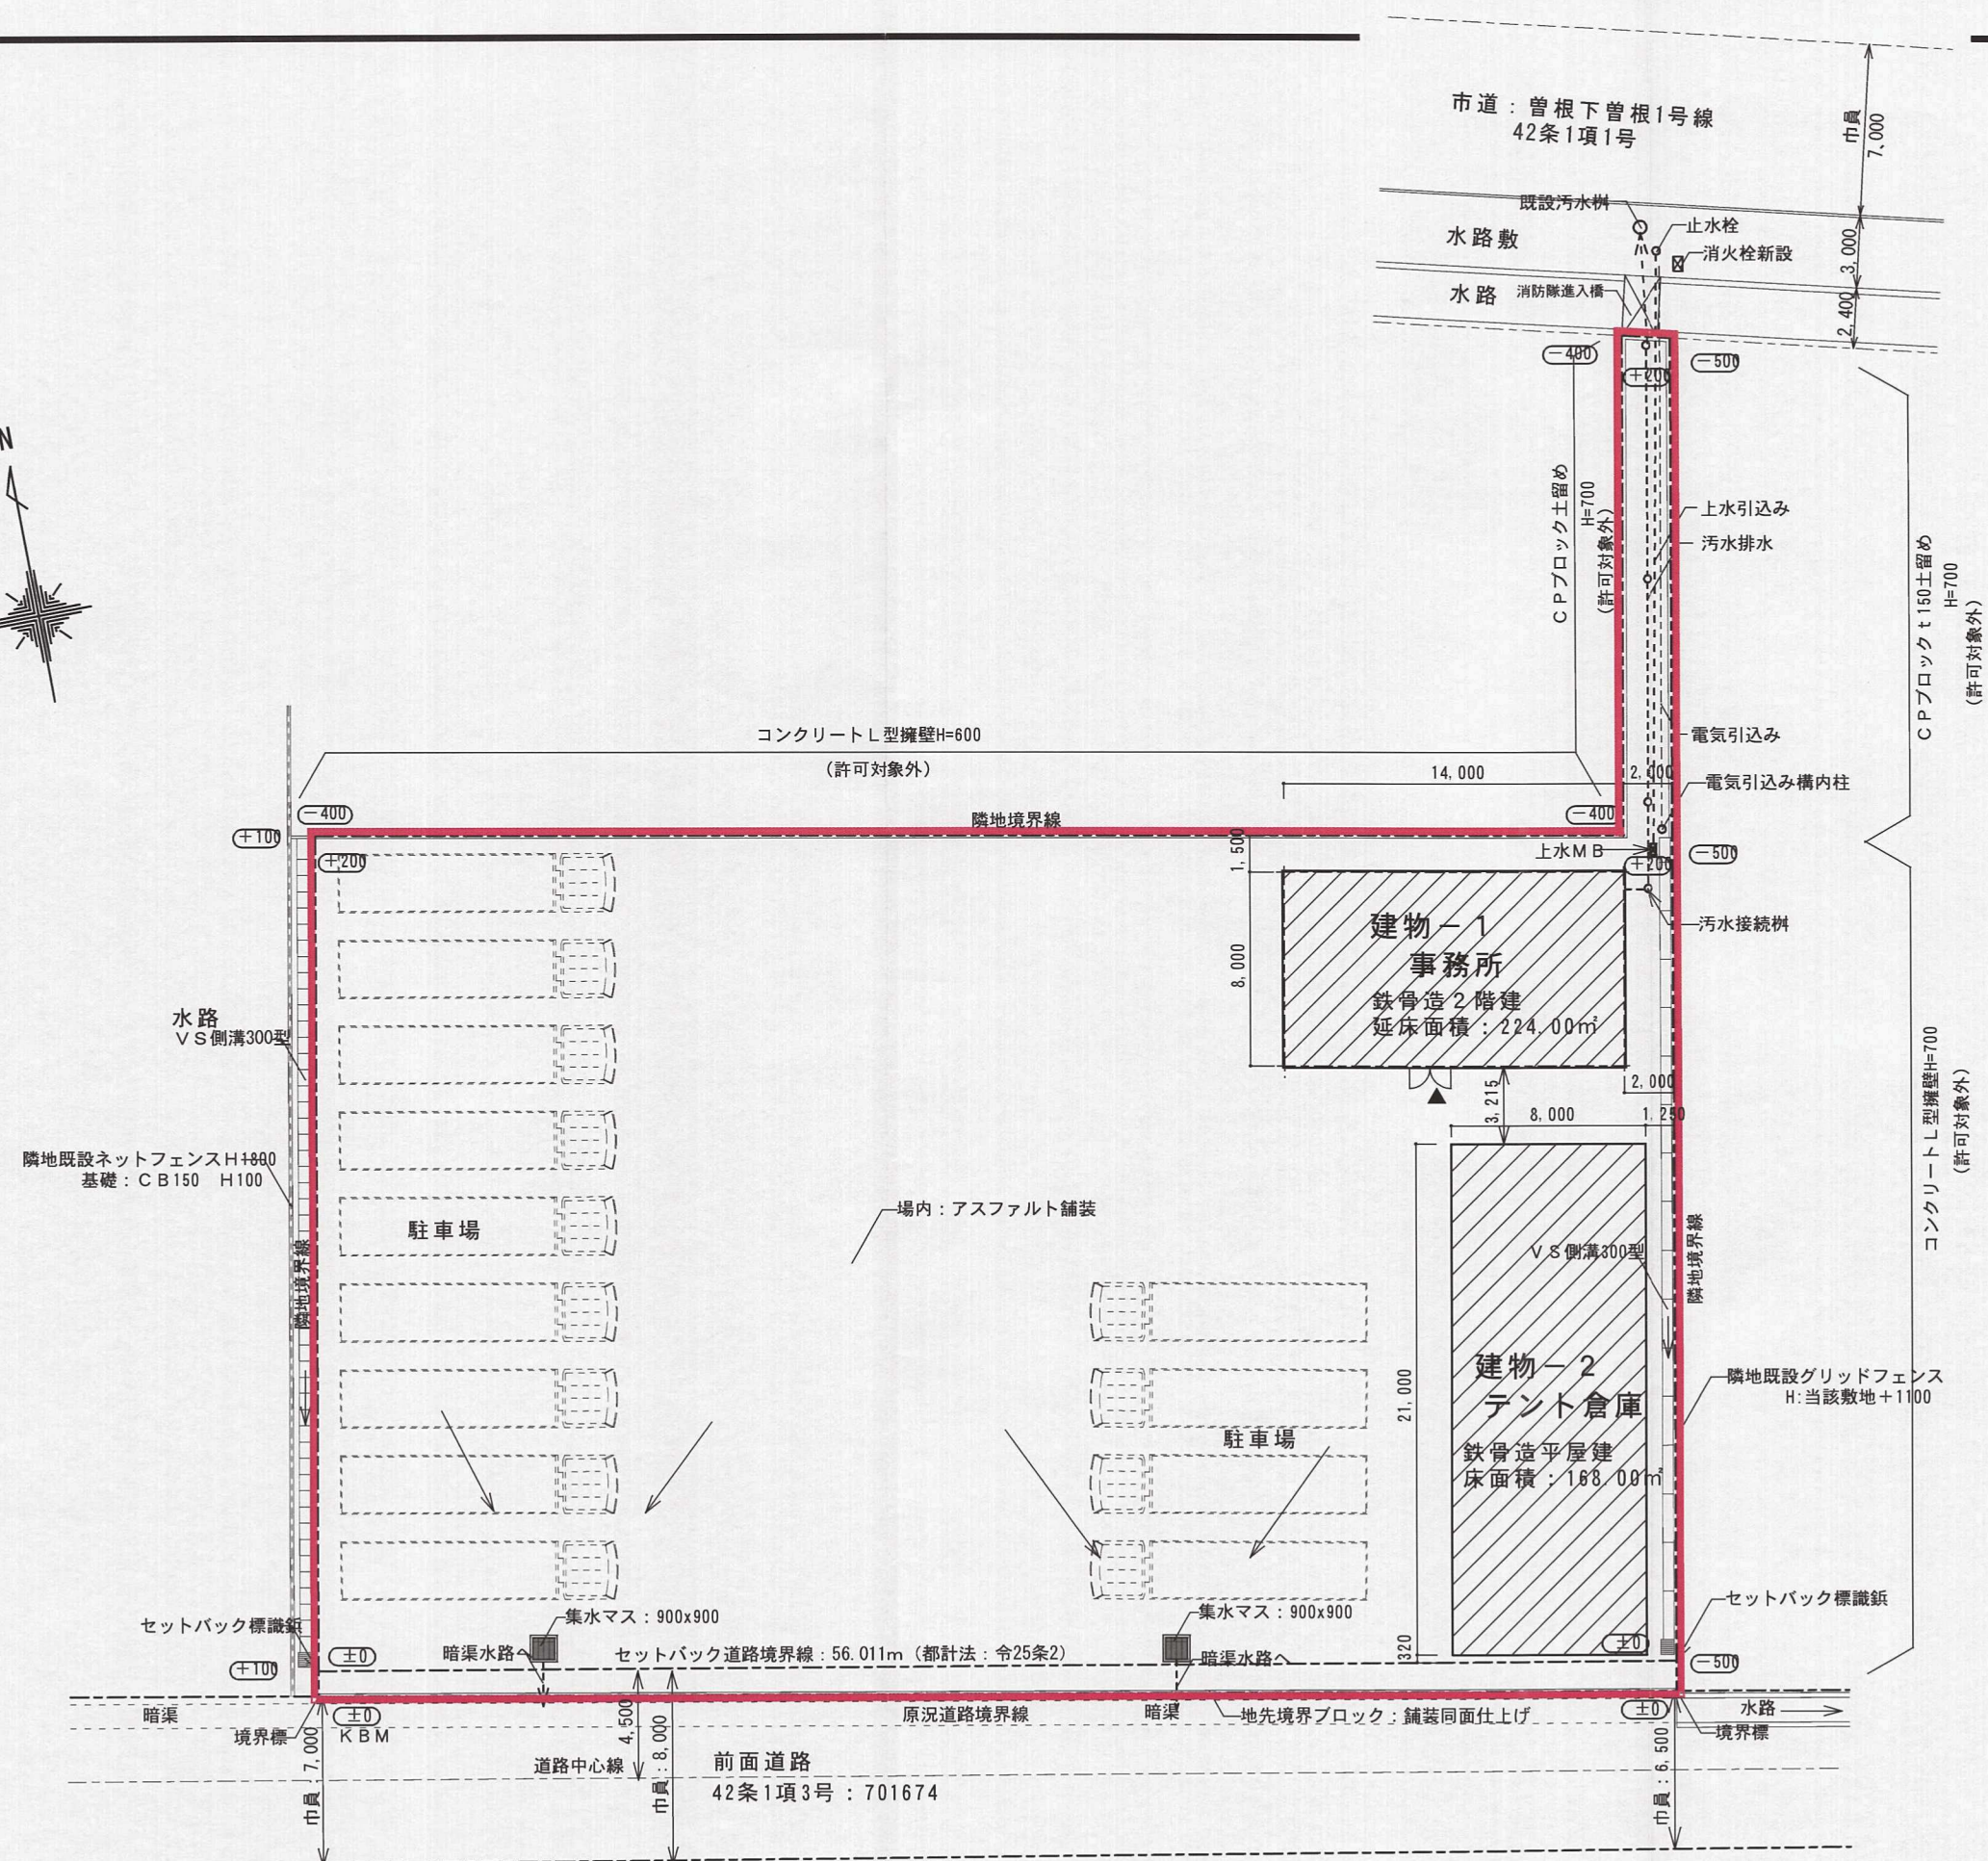 市道：曽根下曽根1号線
42条1項1号
巾員
7,000
既設汚水桝
止水栓
水路敷
消火栓新設
3,000
水路
消防隊進入橋
2,400
－400
－500
＋200
N
CPブロック土留め
H=700
（許可対象外）
上水引込み
汚水排水
CPブロックｔ150土留め
H=700
（許可対象外）
コンクリートL型擁壁H=600
（許可対象外）
電気引込み
14,000
2,000
電気引込み構内柱
－400
－400
＋100
隣地境界線
＋200
1,500
上水MB
－500
＋200
建物－1
事務所
鉄骨造2階建
延床面積：224.00㎡
汚水接続桝
8,000
水路
VS側溝300型
コンクリートL型擁壁H=700
（許可対象外）
2,000
3,215
8,000
1,250
隣地既設ネットフェンスH1800
基礎：CB150　H100
場内：アスファルト舗装
駐車場
隣地境界線
VS側溝300型
隣地境界線
建物－2
テント倉庫
鉄骨造平屋建
床面積：168.00㎡
21,000
隣地既設グリッドフェンス
H:当該敷地＋1100
駐車場
セットバック標識鋲
集水マス：900x900
集水マス：900x900
セットバック標識鋲
±0
暗渠水路へ
セットバック道路境界線：56.011m（都計法：令25条2）
暗渠水路へ
320
±0
＋100
－500
暗渠
境界標
±0
KBM
原況道路境界線
暗渠
地先境界ブロック：舗装同面仕上げ
±0
水路
境界標
巾員：7,000
4,500
巾員：8,000
道路中心線
前面道路
42条1項3号：701674
巾員：6,500